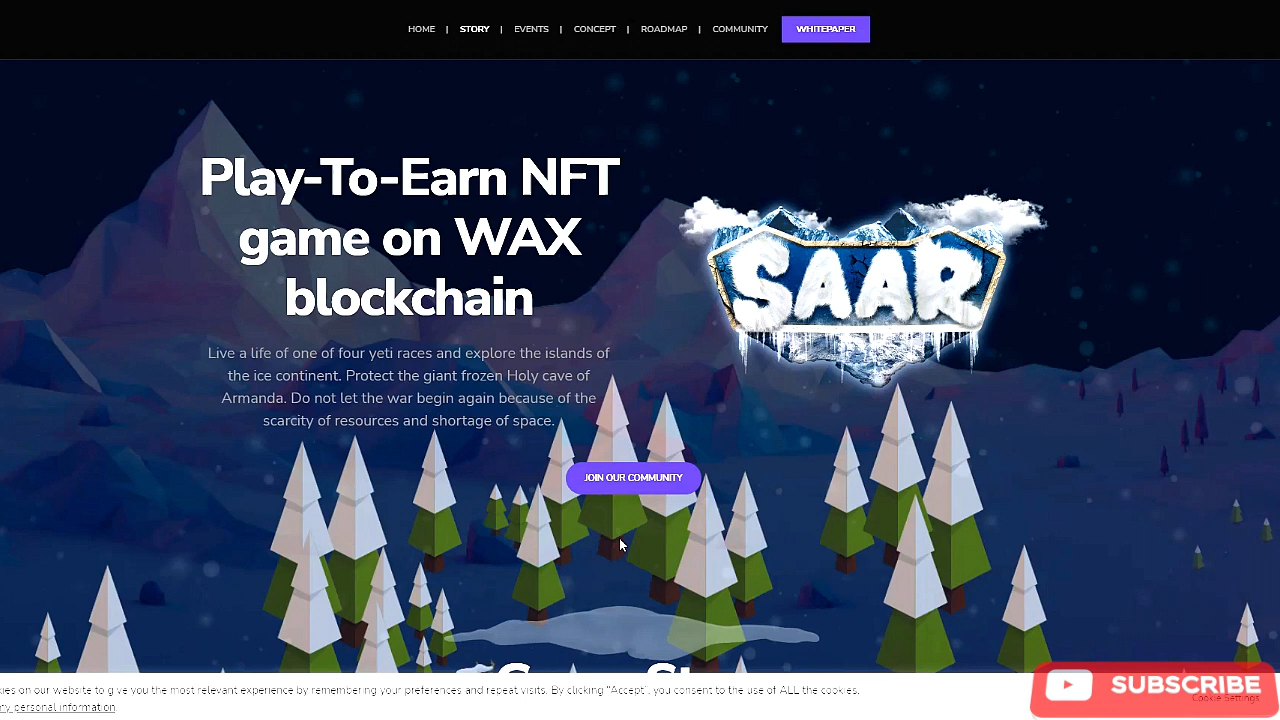 HOME | STORY | EVENTS | CONCEPT | ROADMAP | COMMUNITY WHITEPAPER
Play-To-Earn NFT
game on WAX
blockchain
SAAR
Live a life of one of four yeti races and explore the islands of
the ice continent. Protect the giant frozen Holy cave of
Armanda. Do not let the war begin again because of the
scarcity of resources and shortage of space.
JOIN OUR COMMUNITY
on our website to give you the most relevant experience by remembering your preferences and repeat visits. By clicking "Accept", you consent to the use of ALL the cookies.
personal information.
Cookie Settings
SUBSCRIBE